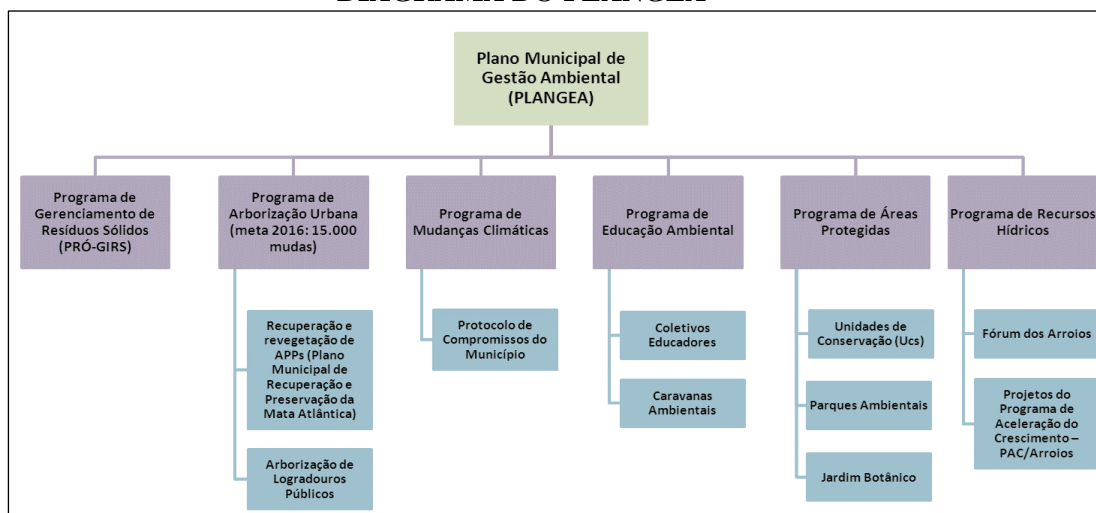 DIAGRAMA DO PLANGEA
Plano Municipal de
Gestão Ambiental
(PLANGEA)
Programa de
Gerenciamento de
Resíduos Sólidos
(PRÓ-GIRS)
Programa de
Arborização Urbana
(meta 2016: 15.000
mudas)
Programa de
Mudanças Climáticas
Programa de
Educação Ambiental
Programa de Áreas
Protegidas
Programa de Recursos
Hídricos
Recuperação e
revegetação de
APPs (Plano
Municipal de
Recuperação e
Preservação da
Mata Atlântica)
Arborização de
Logradouros
Públicos
Protocolo de
Compromissos do
Município
Coletivos
Educadores
Caravanas
Ambientais
Unidades de
Conservação (Ucs)
Parques Ambientais
Jardim Botânico
Fórum dos Arroios
Projetos do
Programa de
Aceleração do
Crescimento –
PAC/Arroios